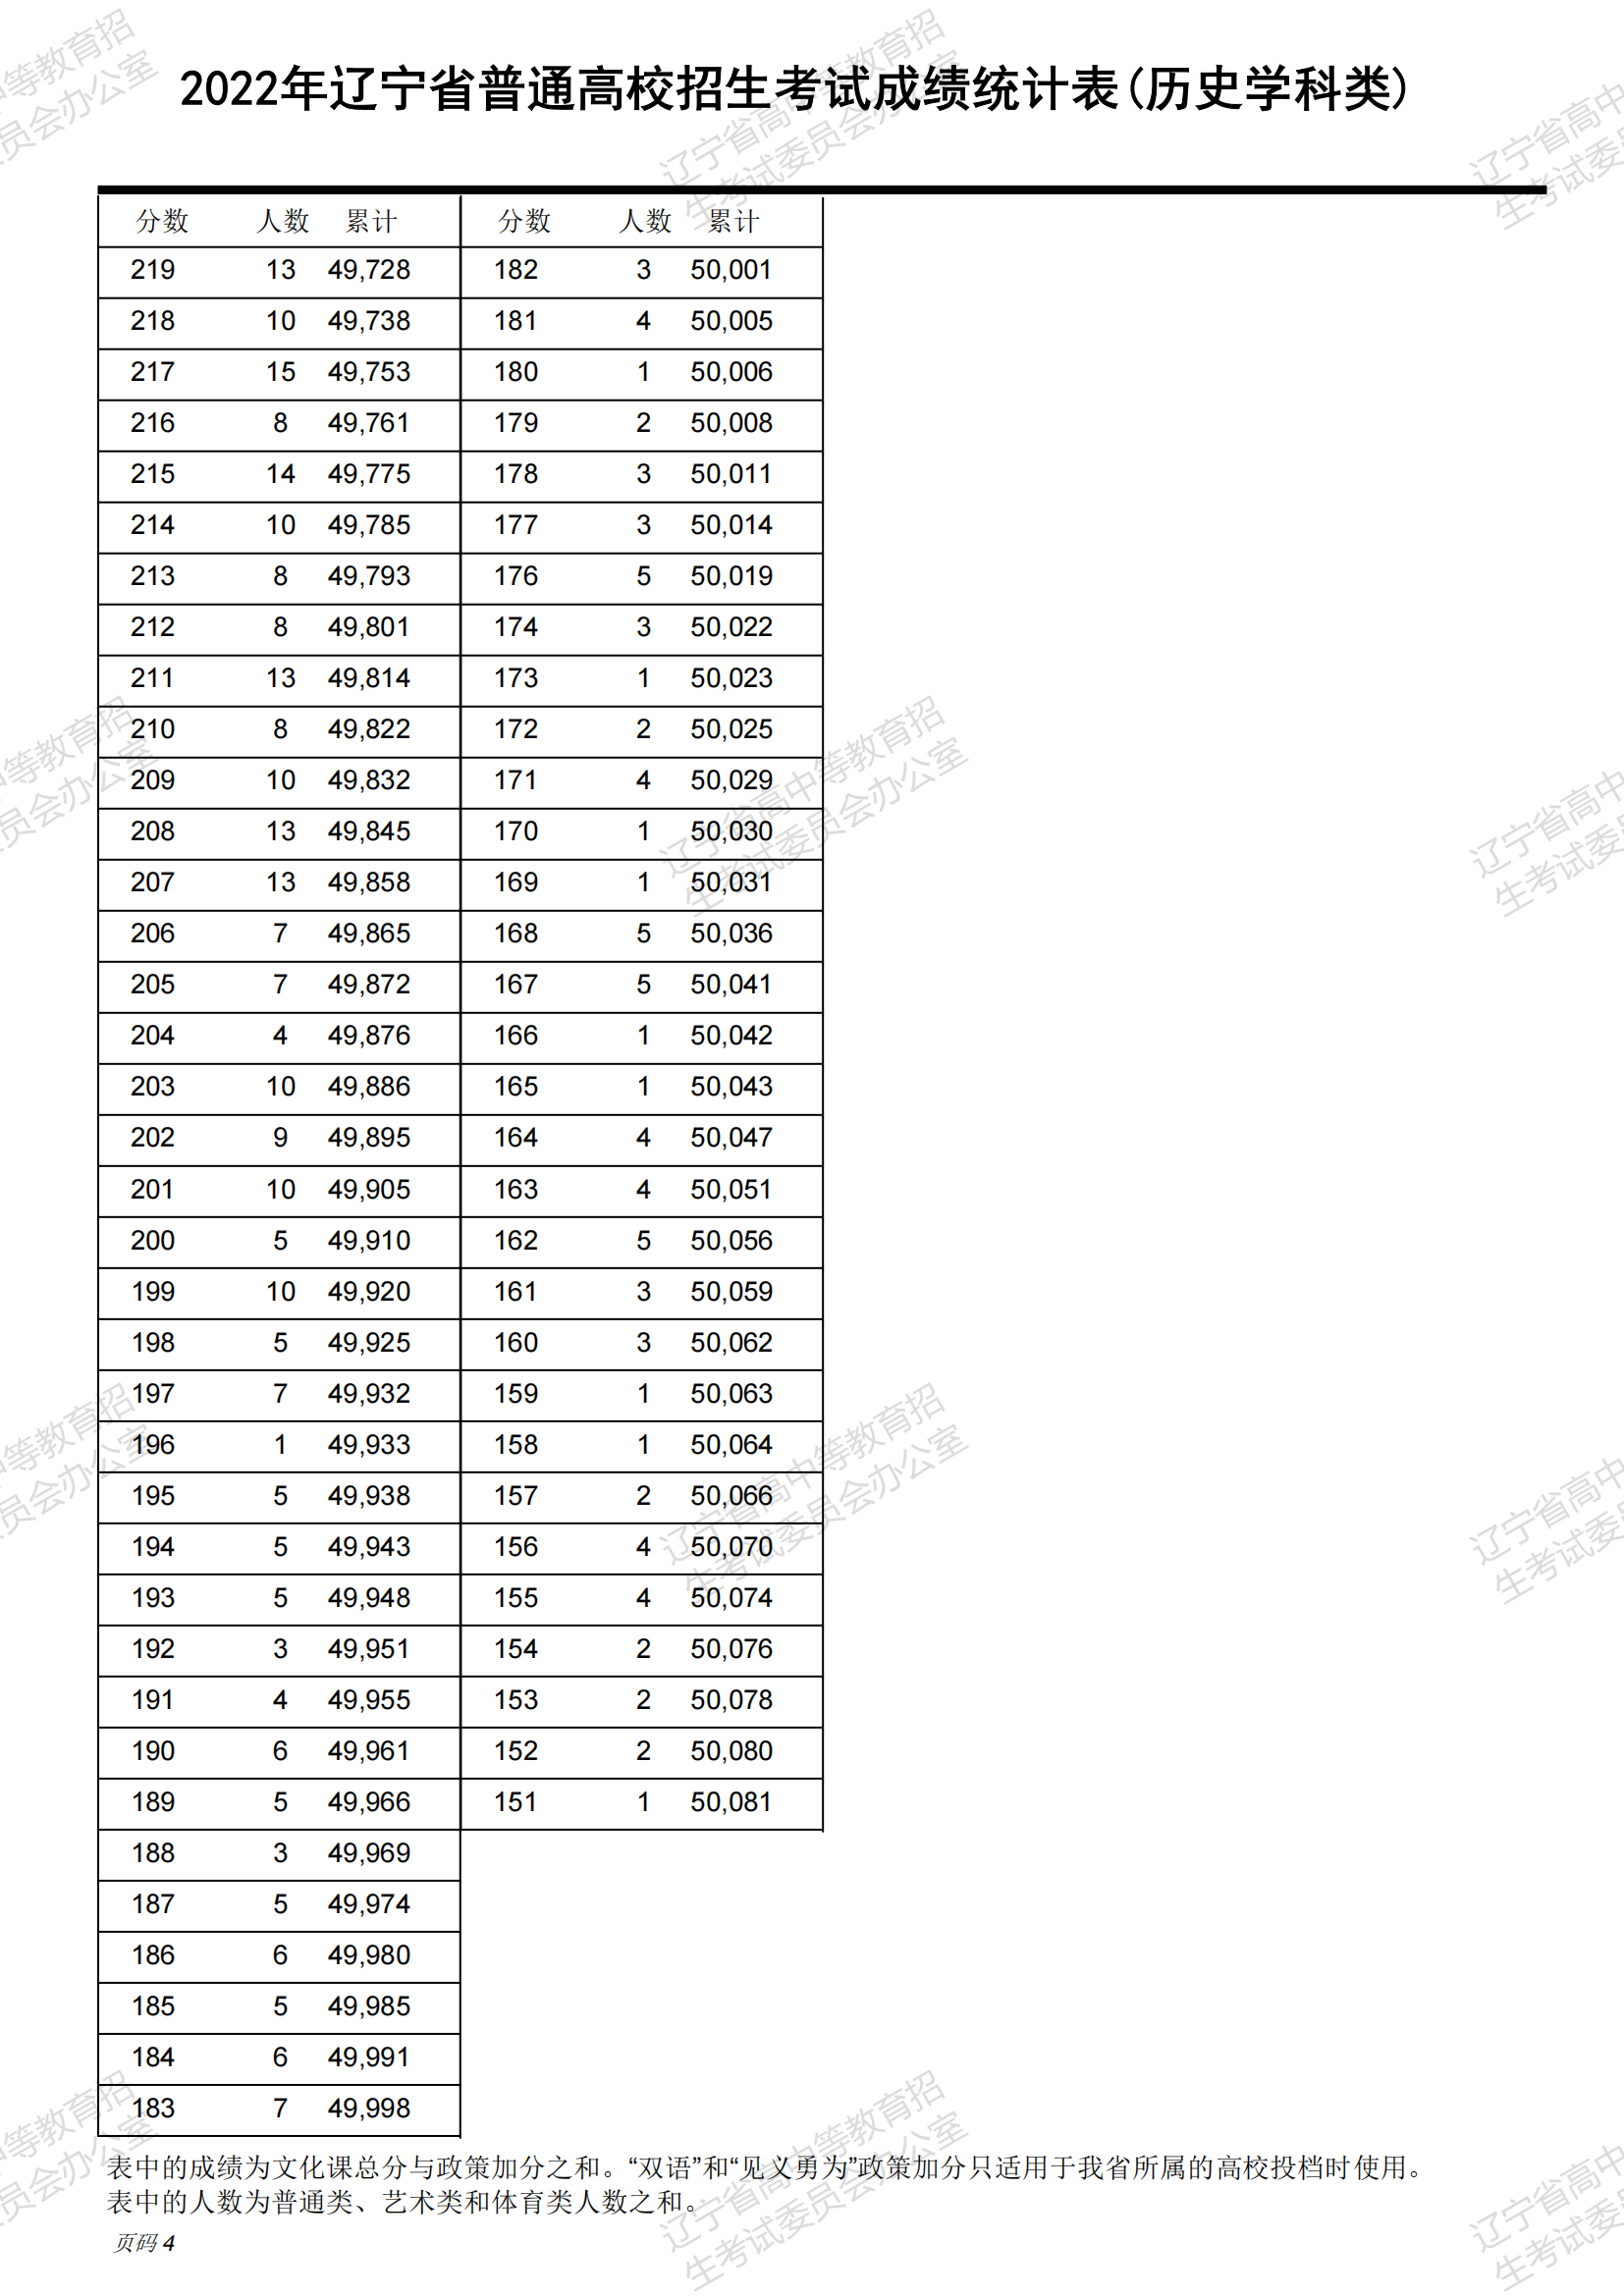 2022年辽宁省普通高校招生考试成绩统计表(历史学科类)
分数 人数 累计 分数 人数 累计
219 13 49,728 182 3 50,001
218 10 49,738 181 4 50,005
217 15 49,753 180 1 50,006
216 8 49,761 179 2 50,008
215 14 49,775 178 3 50,011
214 10 49,785 177 3 50,014
213 8 49,793 176 5 50,019
212 8 49,801 174 3 50,022
211 13 49,814 173 1 50,023
210 8 49,822 172 2 50,025
209 10 49,832 171 4 50,029
208 13 49,845 170 1 50,030
207 13 49,858 169 1 50,031
206 7 49,865 168 5 50,036
205 7 49,872 167 5 50,041
204 4 49,876 166 1 50,042
203 10 49,886 165 1 50,043
202 9 49,895 164 4 50,047
201 10 49,905 163 4 50,051
200 5 49,910 162 5 50,056
199 10 49,920 161 3 50,059
198 5 49,925 160 3 50,062
197 7 49,932 159 1 50,063
196 1 49,933 158 1 50,064
195 5 49,938 157 2 50,066
194 5 49,943 156 4 50,070
193 5 49,948 155 4 50,074
192 3 49,951 154 2 50,076
191 4 49,955 153 2 50,078
190 6 49,961 152 2 50,080
189 5 49,966 151 1 50,081
188 3 49,969
187 5 49,974
186 6 49,980
185 5 49,985
184 6 49,991
183 7 49,998
表中的成绩为文化课总分与政策加分之和。“双语”和“见义勇为”政策加分只适用于我省所属的高校投档时使用。
表中的人数为普通类、艺术类和体育类人数之和。
页码 4
辽宁省高中等教育招
生考试委员会办公室